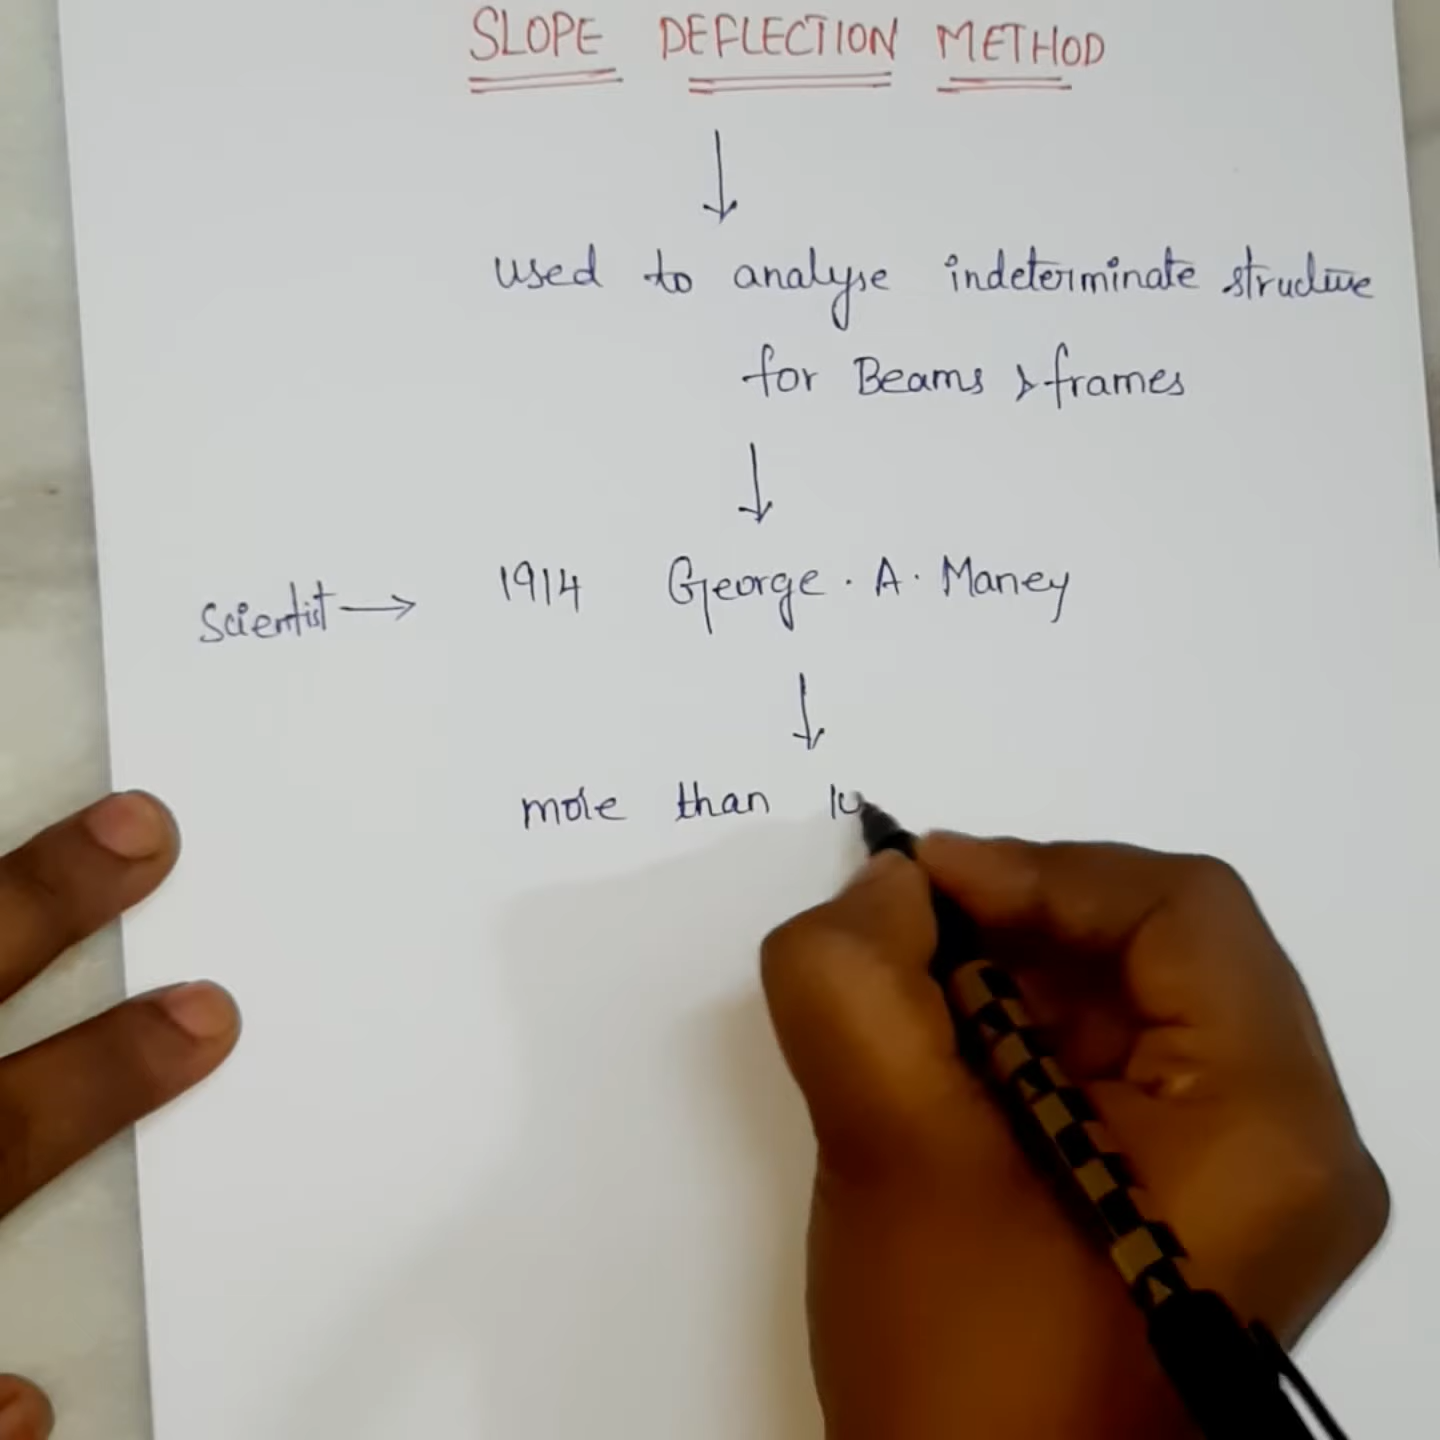 SLOPE DEFLECTION METHOD
used to analyse indeterminate structure
for Beams & frames
Scientist → 1914 George. A. Maney
more than